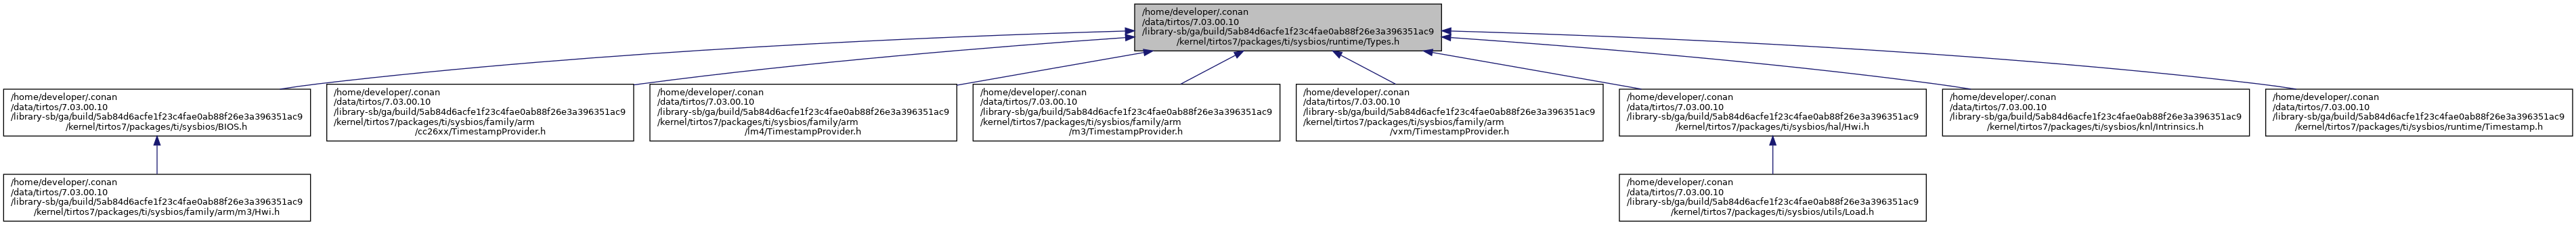 /home/developer/.conan
/data/tirtos/7.03.00.10
/library-sb/ga/build/5ab84d6acfe1f23c4fae0ab88f26e3a396351ac9
/kernel/tirtos7/packages/ti/sysbios/runtime/Types.h
/home/developer/.conan
/data/tirtos/7.03.00.10
/library-sb/ga/build/5ab84d6acfe1f23c4fae0ab88f26e3a396351ac9
/kernel/tirtos7/packages/ti/sysbios/BIOS.h
/home/developer/.conan
/data/tirtos/7.03.00.10
/library-sb/ga/build/5ab84d6acfe1f23c4fae0ab88f26e3a396351ac9
/kernel/tirtos7/packages/ti/sysbios/family/arm
/cc26xx/TimestampProvider.h
/home/developer/.conan
/data/tirtos/7.03.00.10
/library-sb/ga/build/5ab84d6acfe1f23c4fae0ab88f26e3a396351ac9
/kernel/tirtos7/packages/ti/sysbios/family/arm
/lm4/TimestampProvider.h
/home/developer/.conan
/data/tirtos/7.03.00.10
/library-sb/ga/build/5ab84d6acfe1f23c4fae0ab88f26e3a396351ac9
/kernel/tirtos7/packages/ti/sysbios/family/arm
/m3/TimestampProvider.h
/home/developer/.conan
/data/tirtos/7.03.00.10
/library-sb/ga/build/5ab84d6acfe1f23c4fae0ab88f26e3a396351ac9
/kernel/tirtos7/packages/ti/sysbios/family/arm
/vxm/TimestampProvider.h
/home/developer/.conan
/data/tirtos/7.03.00.10
/library-sb/ga/build/5ab84d6acfe1f23c4fae0ab88f26e3a396351ac9
/kernel/tirtos7/packages/ti/sysbios/hal/Hwi.h
/home/developer/.conan
/data/tirtos/7.03.00.10
/library-sb/ga/build/5ab84d6acfe1f23c4fae0ab88f26e3a396351ac9
/kernel/tirtos7/packages/ti/sysbios/knl/Intrinsics.h
/home/developer/.conan
/data/tirtos/7.03.00.10
/library-sb/ga/build/5ab84d6acfe1f23c4fae0ab88f26e3a396351ac9
/kernel/tirtos7/packages/ti/sysbios/runtime/Timestamp.h
/home/developer/.conan
/data/tirtos/7.03.00.10
/library-sb/ga/build/5ab84d6acfe1f23c4fae0ab88f26e3a396351ac9
/kernel/tirtos7/packages/ti/sysbios/family/arm/m3/Hwi.h
/home/developer/.conan
/data/tirtos/7.03.00.10
/library-sb/ga/build/5ab84d6acfe1f23c4fae0ab88f26e3a396351ac9
/kernel/tirtos7/packages/ti/sysbios/utils/Load.h